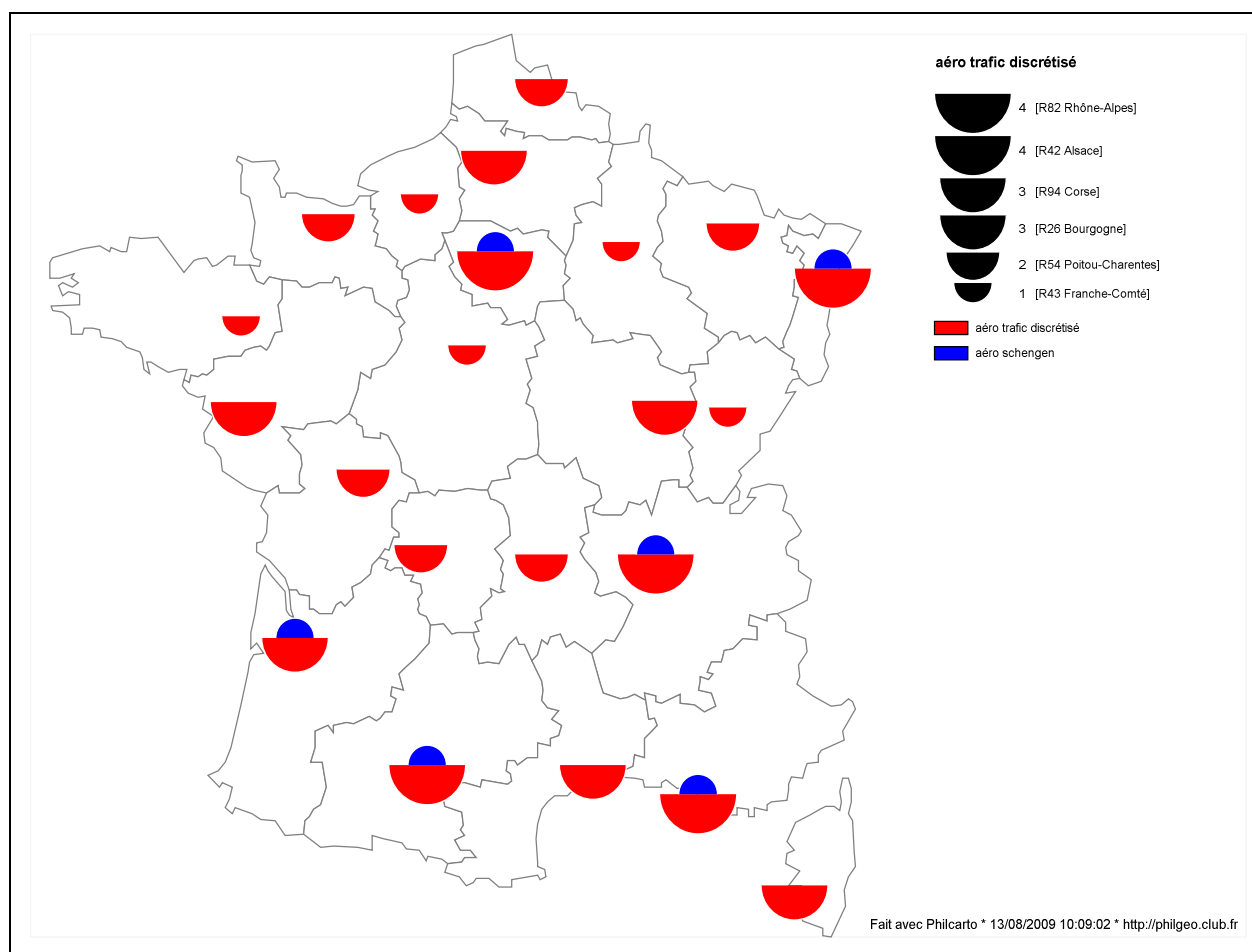 aéro trafic discrétisé
4 [R82 Rhône-Alpes]
4 [R42 Alsace]
3 [R94 Corse]
3 [R26 Bourgogne]
2 [R54 Poitou-Charentes]
1 [R43 Franche-Comté]
aéro trafic discrétisé
aéro schengen
Fait avec Philcarto * 13/08/2009 10:09:02 * http://philgeo.club.fr